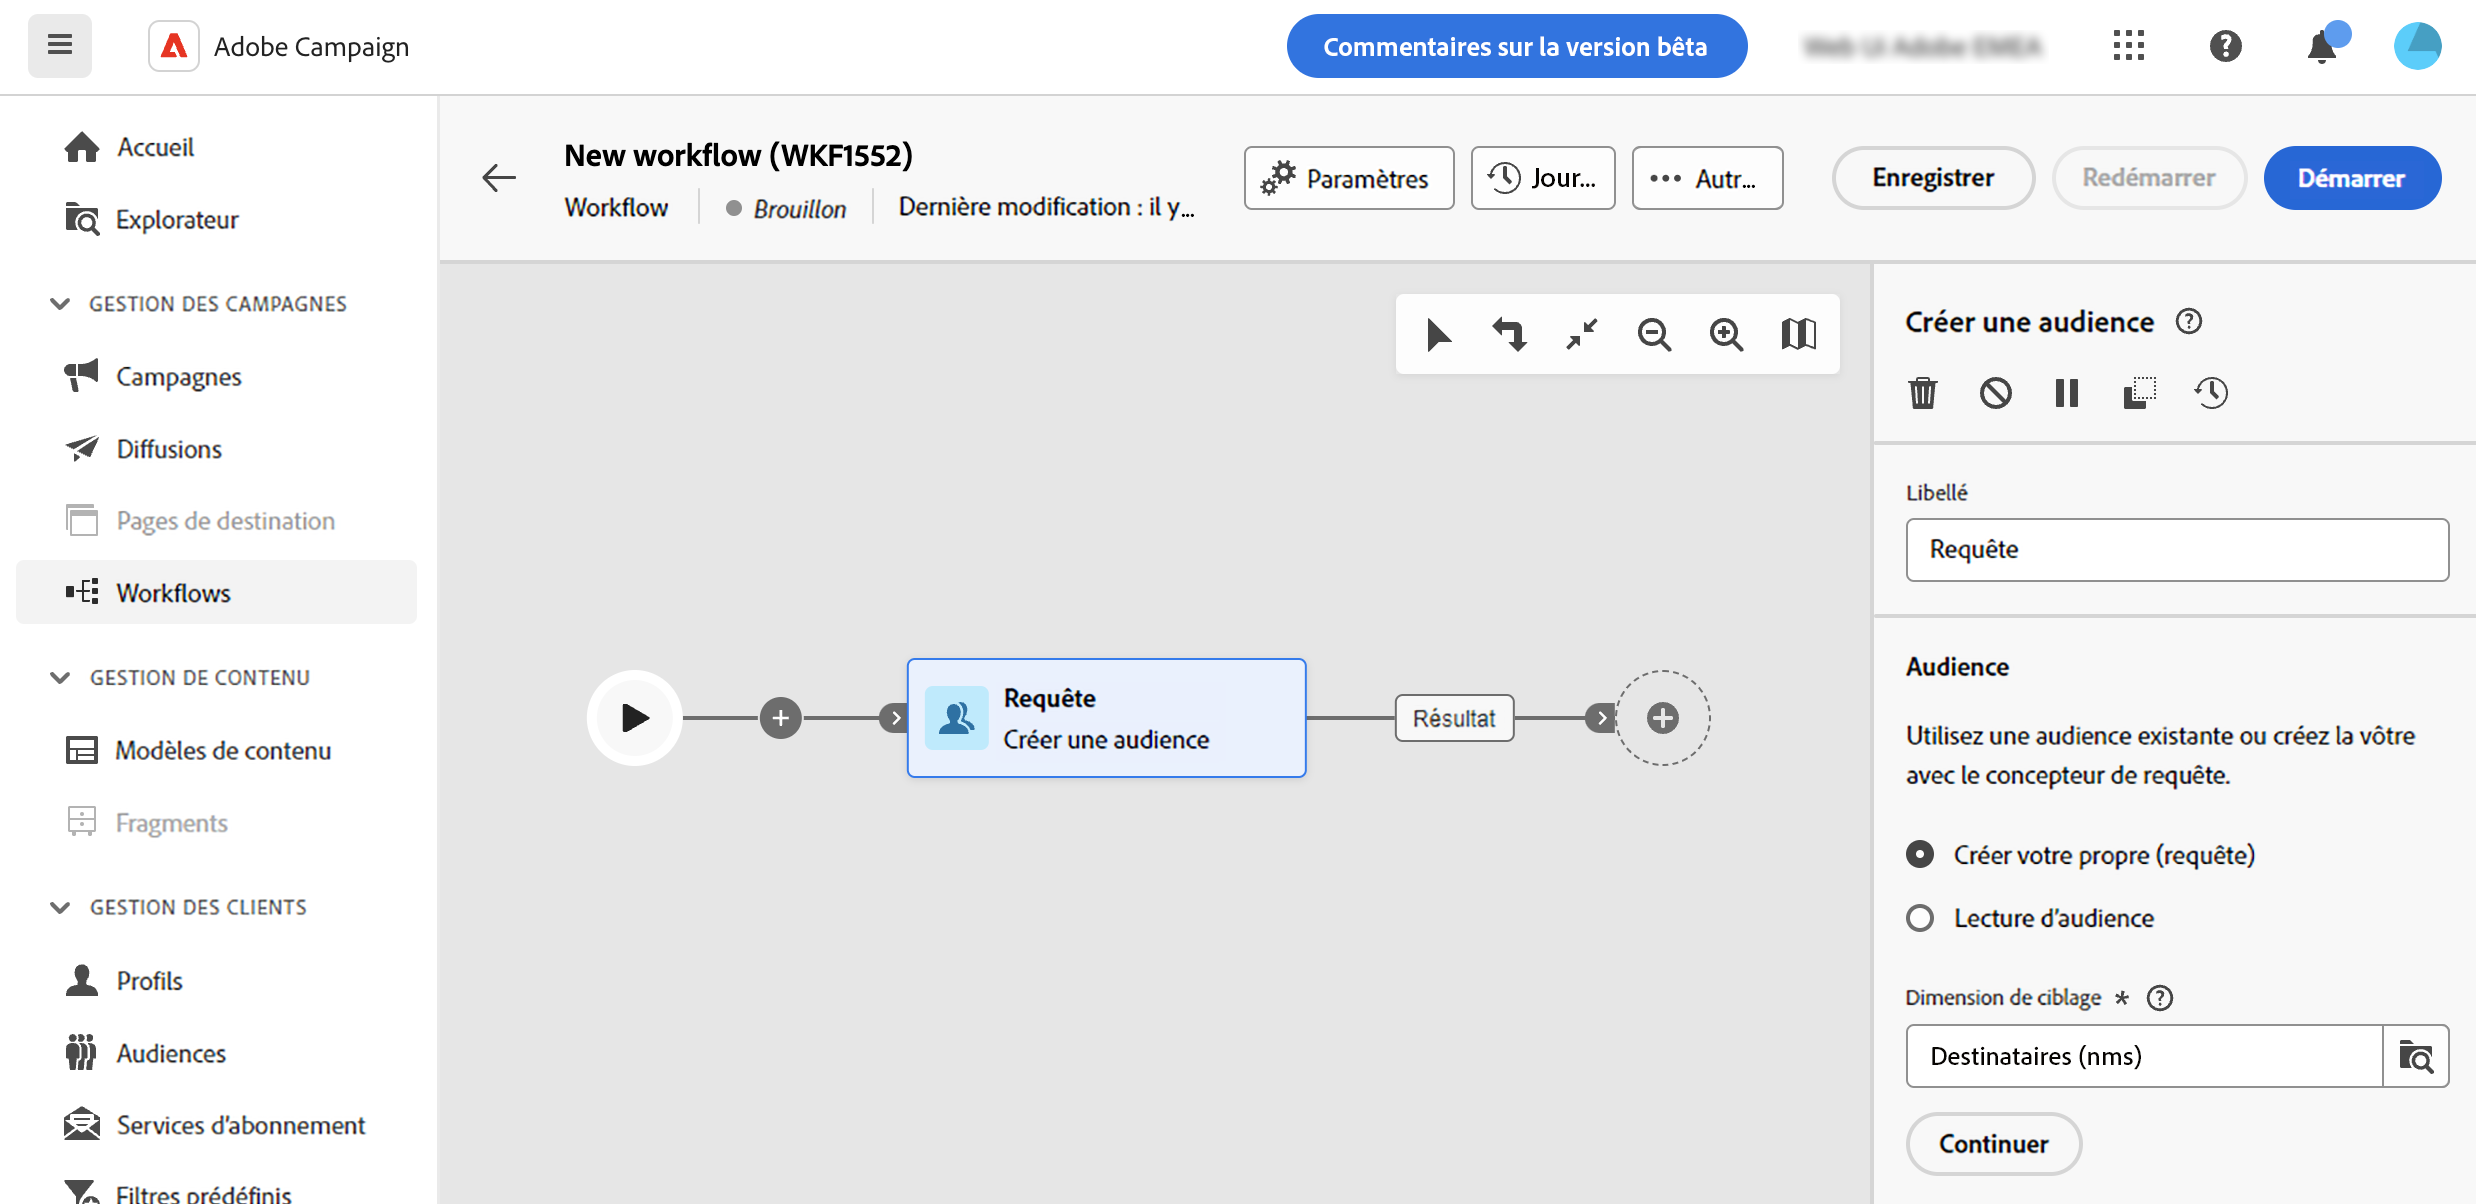 Adobe Campaign
Commentaires sur la version bêta
Accueil
Explorateur
GESTION DES CAMPAGNES
Campagnes
Diffusions
Pages de destination
Workflows
GESTION DE CONTENU
Modèles de contenu
Fragments
GESTION DES CLIENTS
Profils
Audiences
Services d'abonnement
Filtres prédéfinis
New workflow (WKF1552)
Workflow
Brouillon
Dernière modification : il y...
Paramètres
Jour...
Autr...
Enregistrer
Redémarrer
Démarrer
Requête
Créer une audience
Résultat
Créer une audience
Libellé
Requête
Audience
Utilisez une audience existante ou créez la vôtre
avec le concepteur de requête.
Créer votre propre (requête)
Lecture d'audience
Dimension de ciblage *
Destinataires (nms)
Continuer